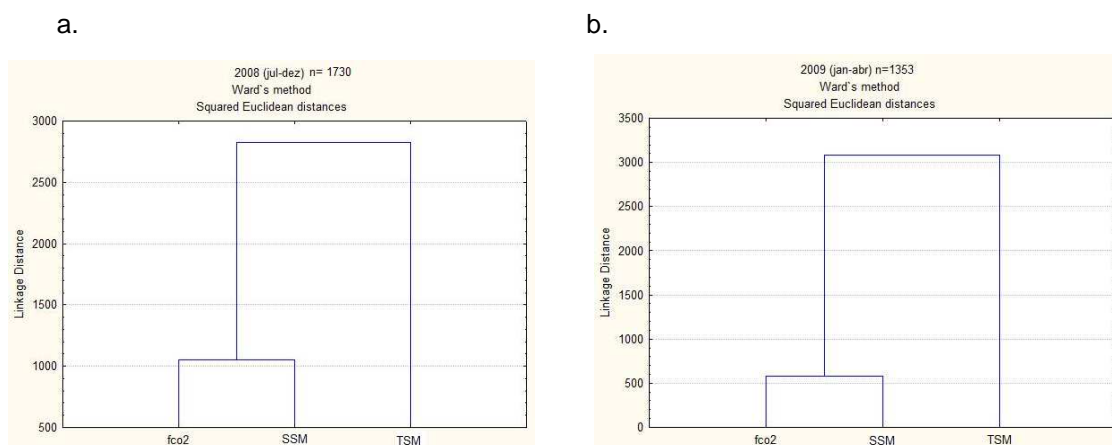 a.
2008 (jul-dez) n= 1730
Ward`s method
Squared Euclidean distances
3000
2500
2000
1500
1000
500
Linkage Distance
fco2 SSM TSM
b.
2009 (jan-abr) n=1353
Ward`s method
Squared Euclidean distances
3500
3000
2500
2000
1500
1000
500
0
Linkage Distance
fco2 SSM TSM